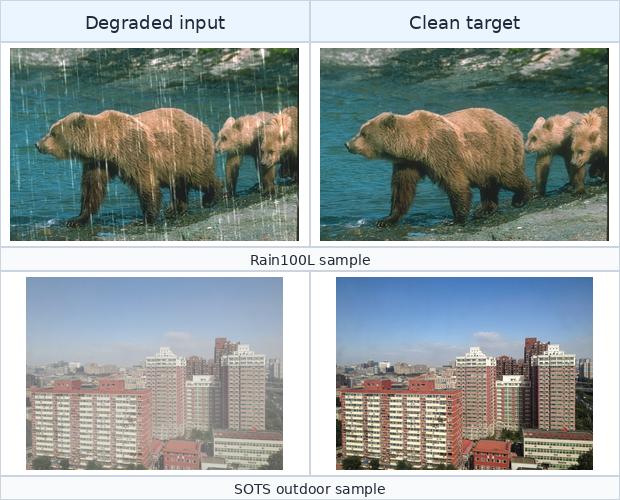 Degraded input
Clean target
Rain100L sample
SOTS outdoor sample